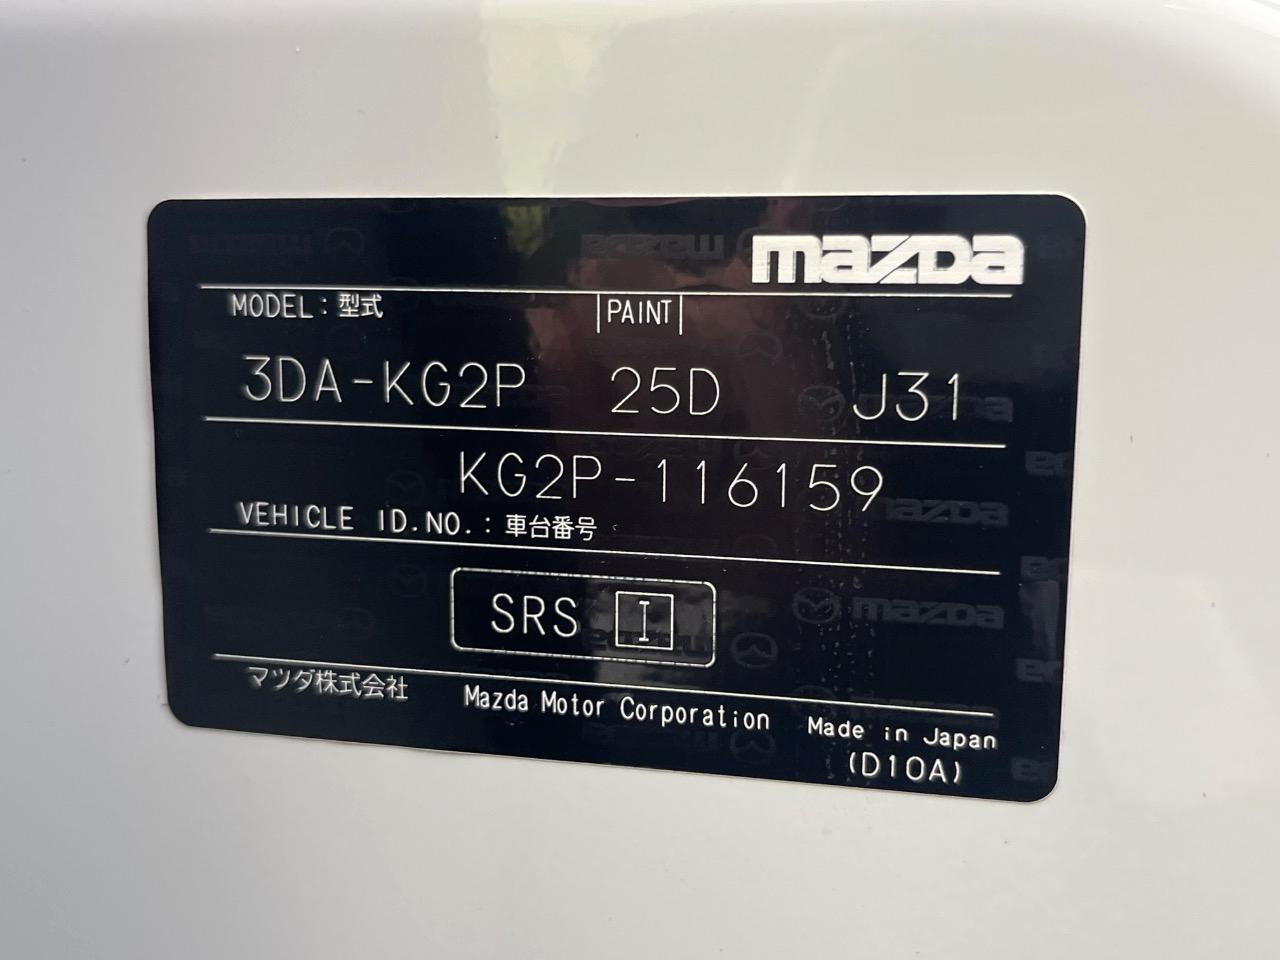 mazda
MODEL：型式 PAINT
3DA-KG2P 25D J31
KG2P-116159
VEHICLE ID.NO.：車台番号
SRS I
マツダ株式会社 Mazda Motor Corporation Made in Japan
(D10A)